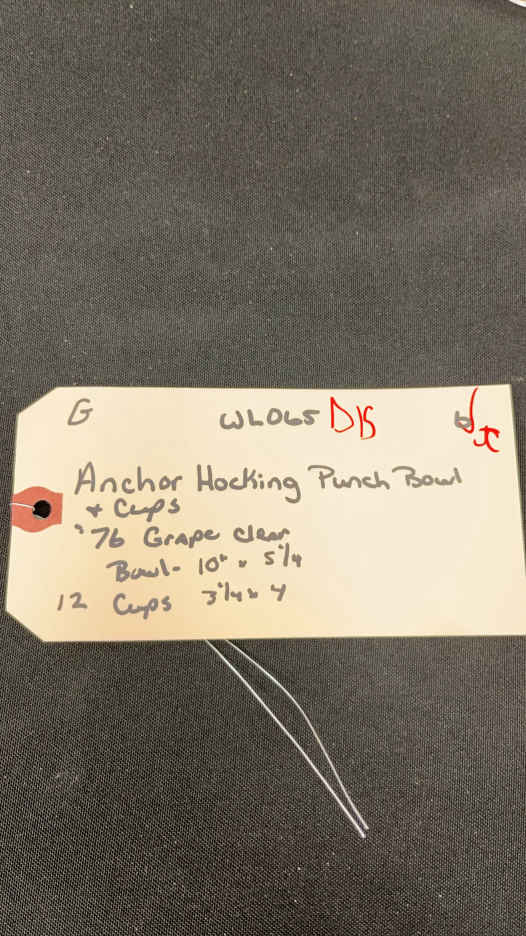 G WL065 D15
Anchor Hocking Punch Bowl
+ Cups
'76 Grape clear
Bowl- 10" x 5 1/4
12 Cups 3 1/4 x 4